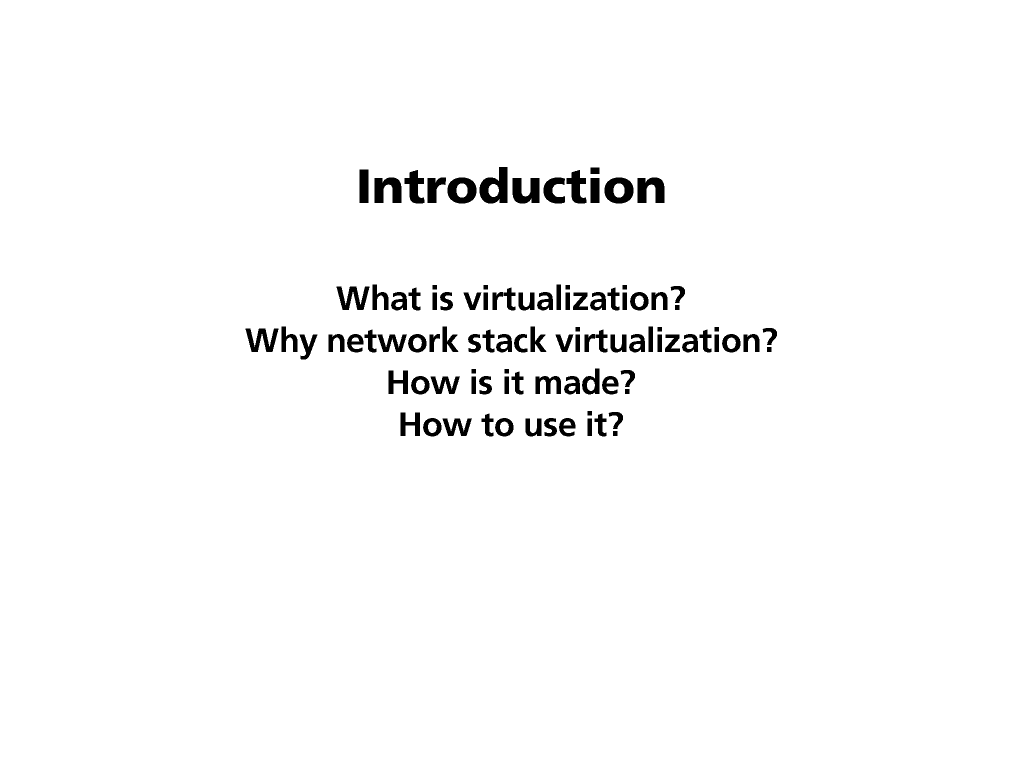 Introduction
What is virtualization?
Why network stack virtualization?
How is it made?
How to use it?